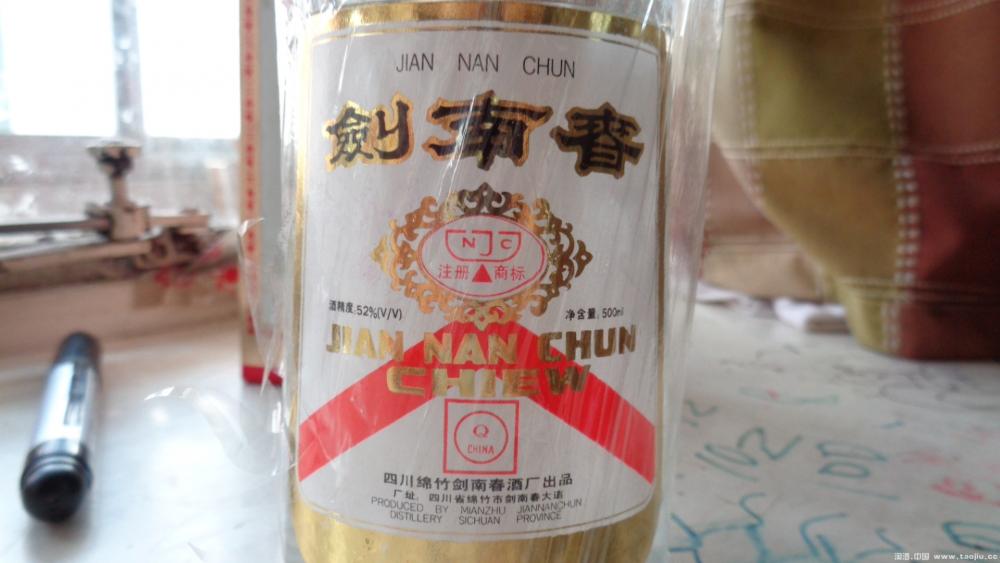 JIAN NAN CHUN
劍南春
NJC
注册 商标
酒精度.52%(V/V)
净含量.500ml
JIAN NAN CHUN
CHIEW
Q
CHINA
四川绵竹剑南春酒厂出品
厂址.四川省绵竹市剑南春大道
PRODUCED BY MIANZHU JIANNANCHUN
DISTILLERY SICHUAN PROVINCE
102
100
淘酒.中国 www.taojiu.cc